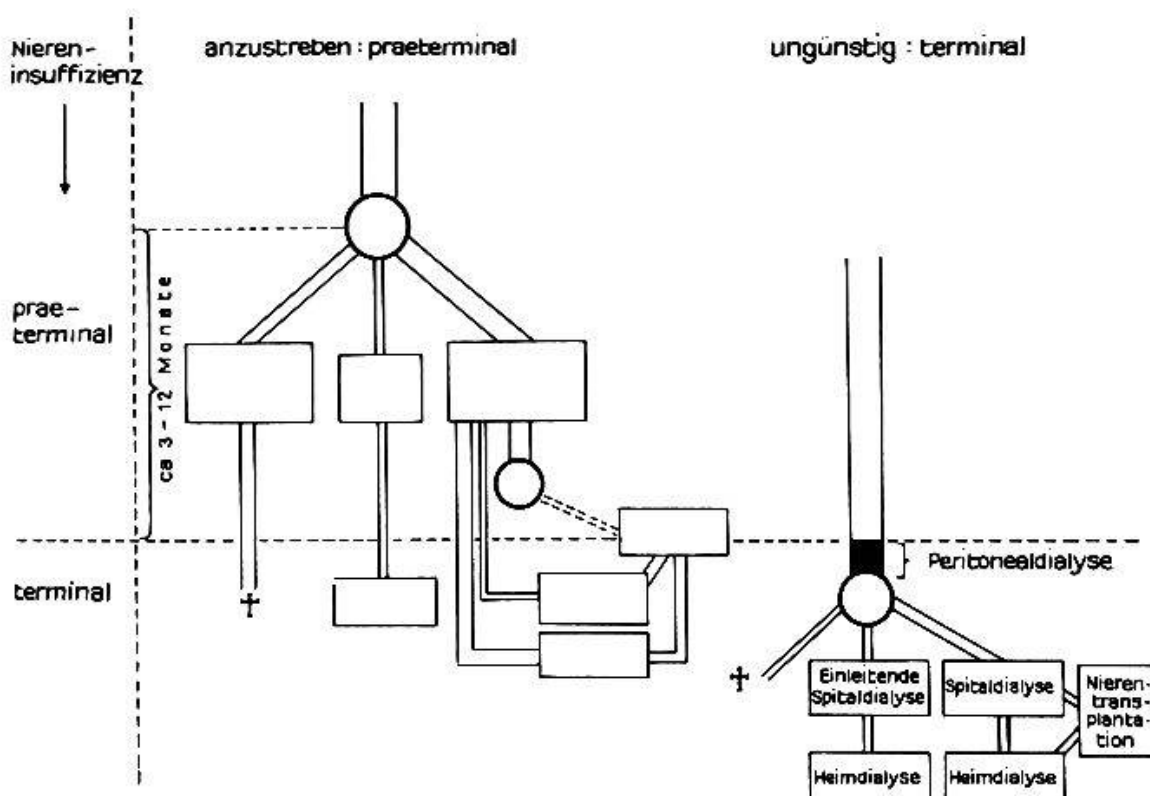 Nieren-
insuffizienz
anzustreben : praeterminal
ungünstig : terminal
prae-
terminal
ca 3 - 12 Monate
terminal
Peritonealdialyse
Einleitende
Spitaldialyse
Spitaldialyse
Nieren-
trans-
planta-
tion
Heimdialyse
Heimdialyse